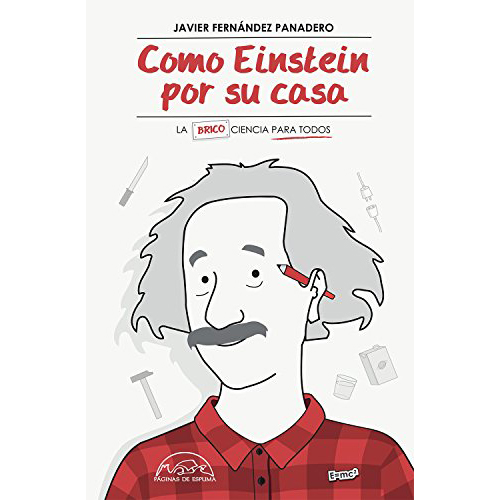 JAVIER FERNÁNDEZ PANADERO
Como Einstein
por su casa
LA BRICO CIENCIA PARA TODOS
E=mc²
PÁGINAS DE ESPUMA